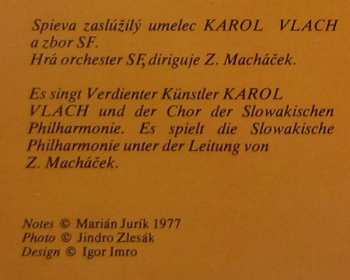 Spieva zaslúžilý umelec KAROL VLACH
a zbor SF.
Hrá orchester SF, diriguje Z. Macháček.
Es singt Verdienter Künstler KAROL
VLACH und der Chor der Slowakischen
Philharmonie. Es spielt die Slowakische
Philharmonie unter der Leitung von
Z. Macháček.
Notes © Marián Jurík 1977
Photo © Jindro Zlesák
Design © Igor Imro